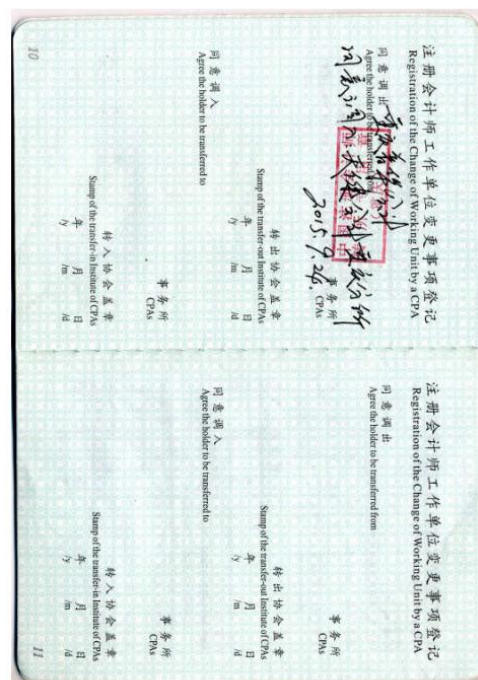 注册会计师工作单位变更事项登记
Registration of the Change of Working Unit by a CPA
同意调出
Agree the holder to be transferred from
事务所
CPAs
转出协会盖章
Stamp of the transfer-out Institute of CPAs
年 月 日
/y /m /d
2015.9.24.
同意调入
Agree the holder to be transferred to
事务所
CPAs
转入协会盖章
Stamp of the transfer-in Institute of CPAs
年 月 日
/y /m /d
10
注册会计师工作单位变更事项登记
Registration of the Change of Working Unit by a CPA
同意调出
Agree the holder to be transferred from
事务所
CPAs
转出协会盖章
Stamp of the transfer-out Institute of CPAs
年 月 日
/y /m /d
同意调入
Agree the holder to be transferred to
事务所
CPAs
转入协会盖章
Stamp of the transfer-in Institute of CPAs
年 月 日
/y /m /d
11